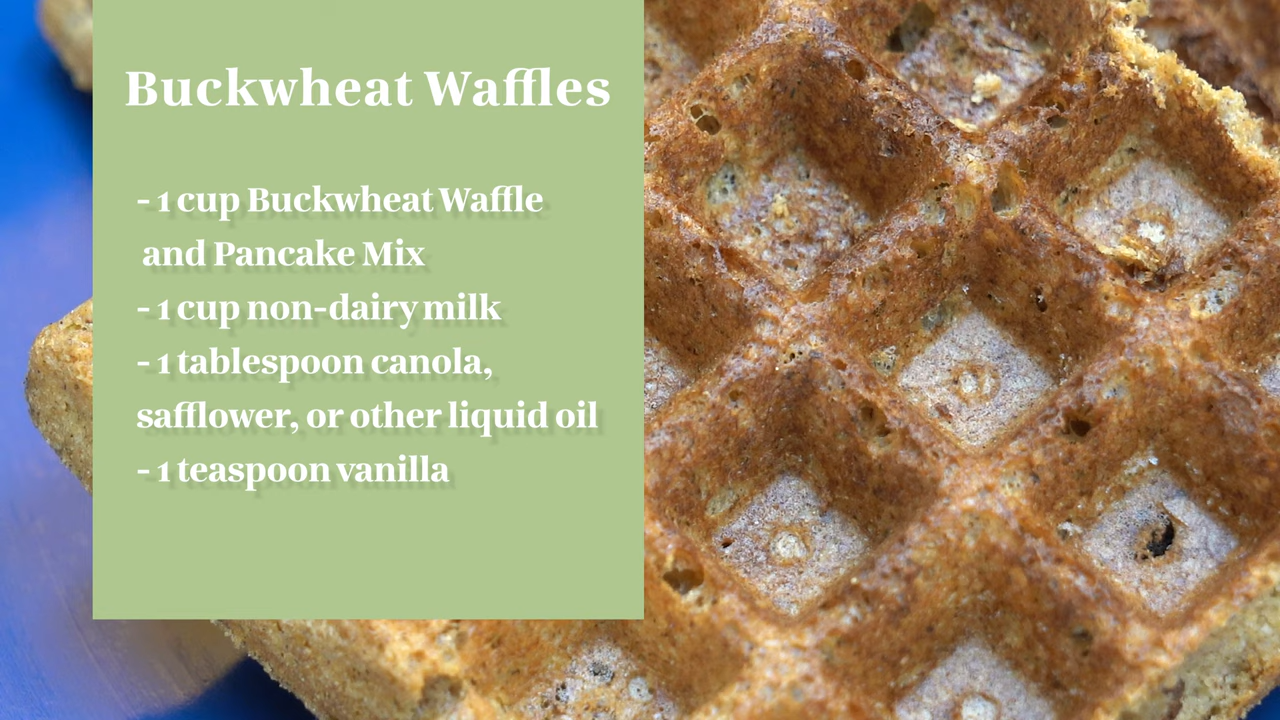 Buckwheat Waffles
- 1 cup Buckwheat Waffle
and Pancake Mix
- 1 cup non-dairy milk
- 1 tablespoon canola,
safflower, or other liquid oil
- 1 teaspoon vanilla